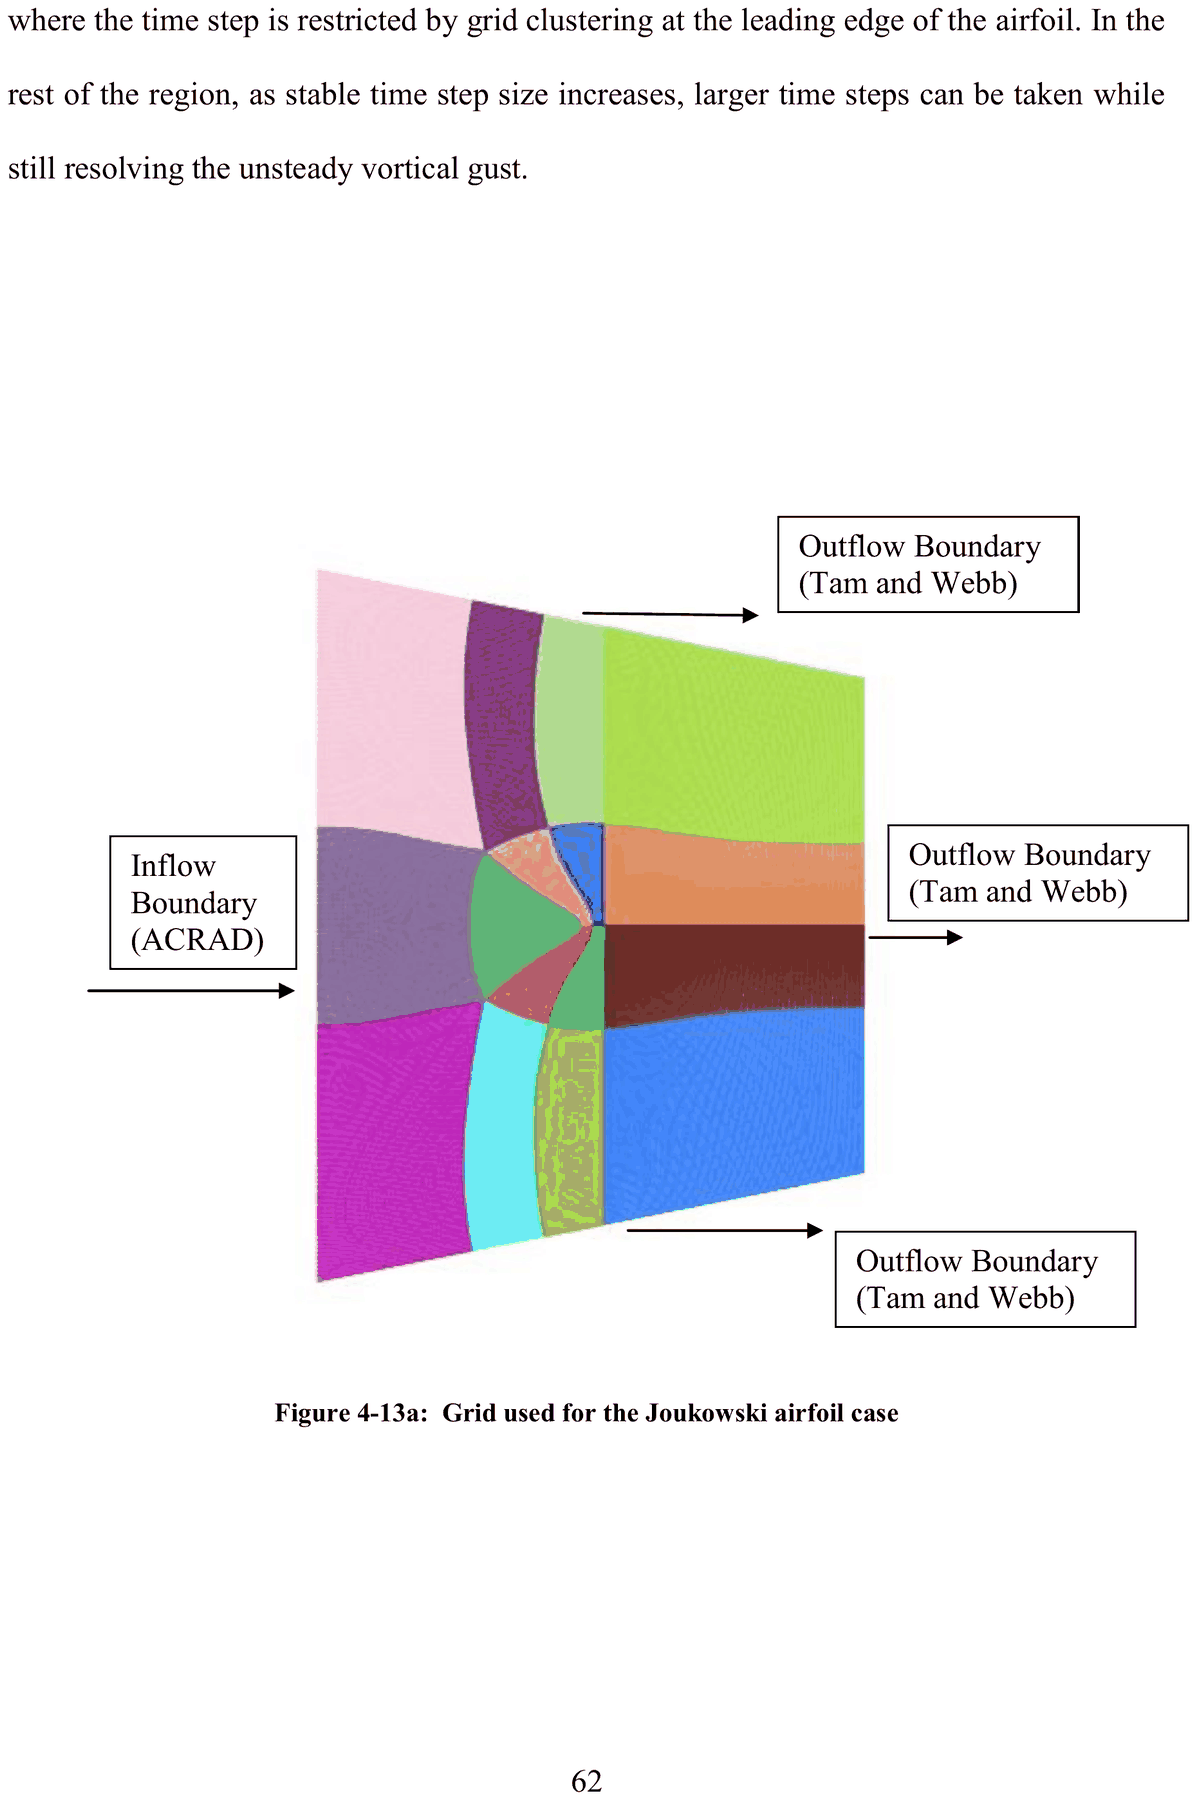 where the time step is restricted by grid clustering at the leading edge of the airfoil. In the
rest of the region, as stable time step size increases, larger time steps can be taken while
still resolving the unsteady vortical gust.
Outflow Boundary
(Tam and Webb)
Inflow
Boundary
(ACRAD)
Outflow Boundary
(Tam and Webb)
Outflow Boundary
(Tam and Webb)
Figure 4-13a:  Grid used for the Joukowski airfoil case
62